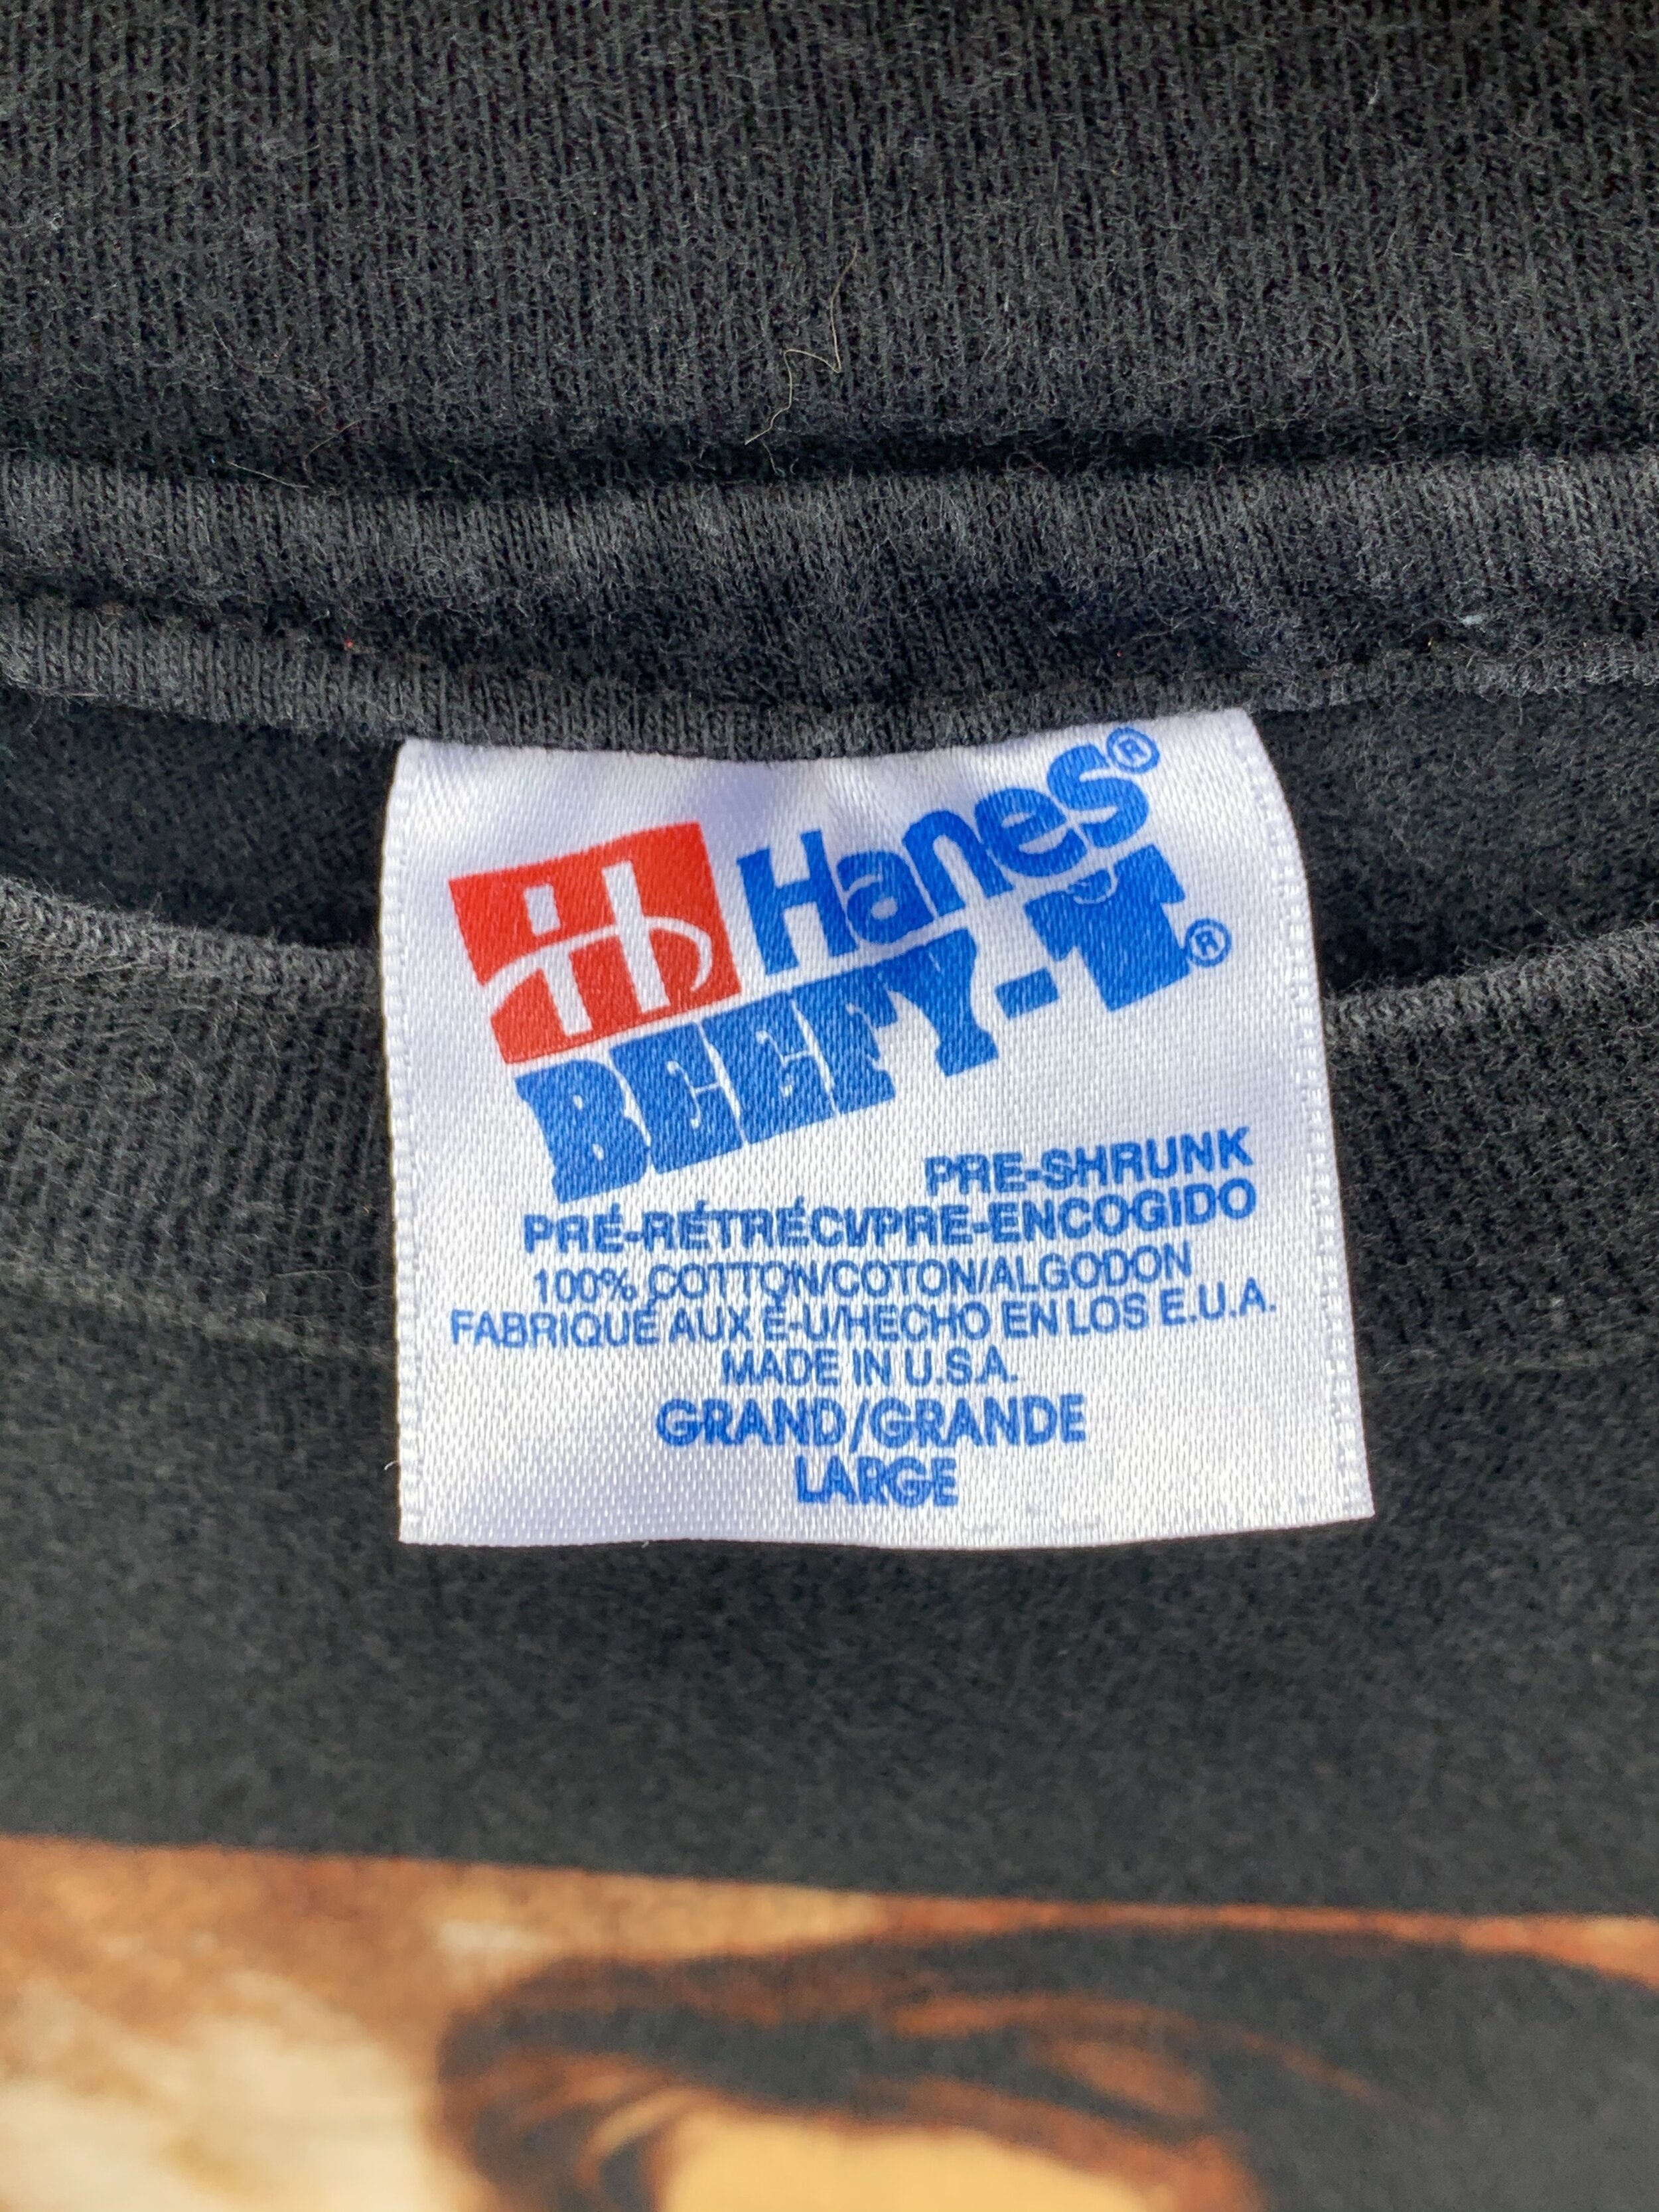 Hanes®
BEEFY-T®
PRE-SHRUNK
PRÉ-RÉTRÉCI/PRE-ENCOGIDO
100% COTTON/COTON/ALGODON
FABRIQUÉ AUX É-U/HECHO EN LOS E.U.A.
MADE IN U.S.A.
GRAND/GRANDE
LARGE